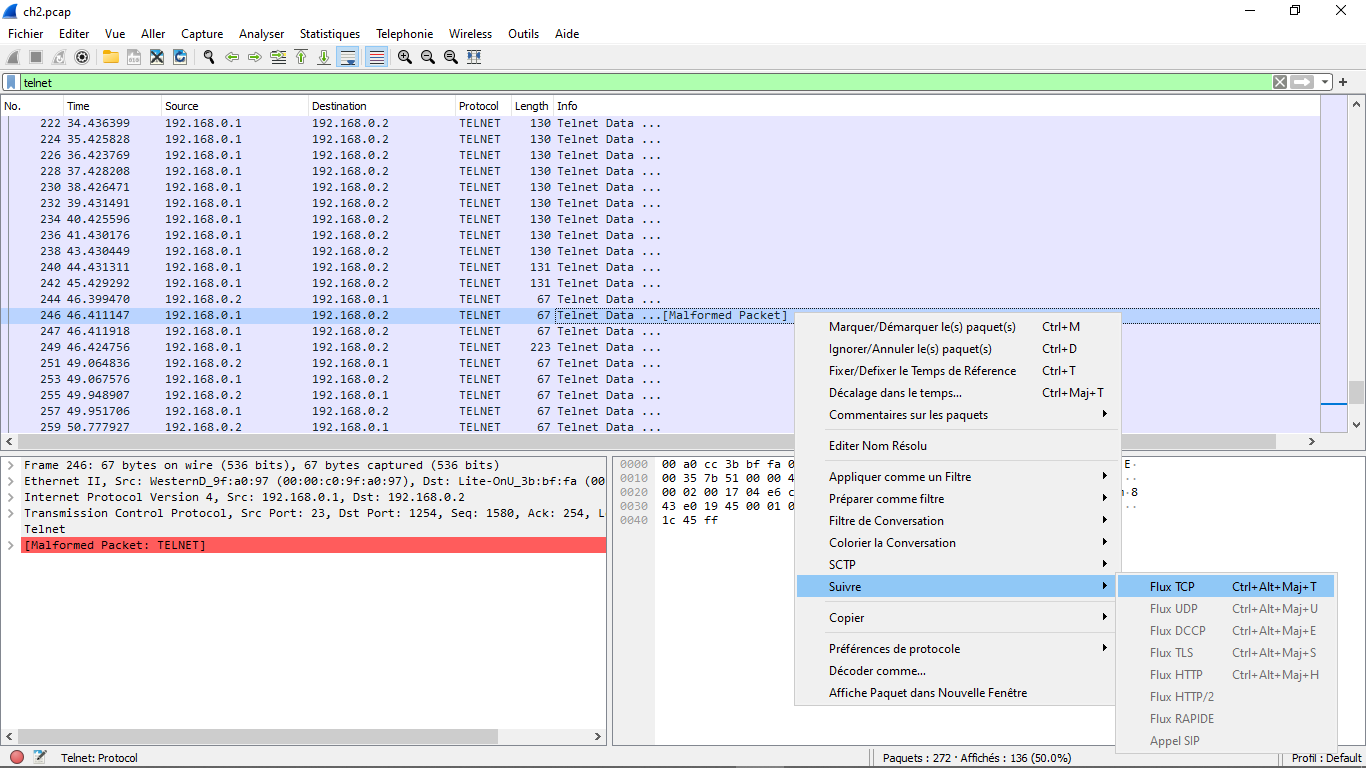 ch2.pcap
Fichier Editer Vue Aller Capture Analyser Statistiques Telephonie Wireless Outils Aide
telnet
No. Time Source Destination Protocol Length Info
222 34.436399 192.168.0.1 192.168.0.2 TELNET 130 Telnet Data ...
224 35.425828 192.168.0.1 192.168.0.2 TELNET 130 Telnet Data ...
226 36.423769 192.168.0.1 192.168.0.2 TELNET 130 Telnet Data ...
228 37.428208 192.168.0.1 192.168.0.2 TELNET 130 Telnet Data ...
230 38.426471 192.168.0.1 192.168.0.2 TELNET 130 Telnet Data ...
232 39.431491 192.168.0.1 192.168.0.2 TELNET 130 Telnet Data ...
234 40.425596 192.168.0.1 192.168.0.2 TELNET 130 Telnet Data ...
236 41.430176 192.168.0.1 192.168.0.2 TELNET 130 Telnet Data ...
238 43.430449 192.168.0.1 192.168.0.2 TELNET 130 Telnet Data ...
240 44.431311 192.168.0.1 192.168.0.2 TELNET 131 Telnet Data ...
242 45.429292 192.168.0.1 192.168.0.2 TELNET 131 Telnet Data ...
244 46.399470 192.168.0.2 192.168.0.1 TELNET 67 Telnet Data ...
246 46.411147 192.168.0.1 192.168.0.2 TELNET 67 Telnet Data ...[Malformed Packet]
247 46.411918 192.168.0.1 192.168.0.2 TELNET 67 Telnet Data ...
249 46.424756 192.168.0.1 192.168.0.2 TELNET 223 Telnet Data ...
251 49.064836 192.168.0.2 192.168.0.1 TELNET 67 Telnet Data ...
253 49.067576 192.168.0.1 192.168.0.2 TELNET 67 Telnet Data ...
255 49.948907 192.168.0.2 192.168.0.1 TELNET 67 Telnet Data ...
257 49.951706 192.168.0.1 192.168.0.2 TELNET 67 Telnet Data ...
259 50.777927 192.168.0.2 192.168.0.1 TELNET 67 Telnet Data ...
Marquer/Démarquer le(s) paquet(s) Ctrl+M
Ignorer/Annuler le(s) paquet(s) Ctrl+D
Fixer/Defixer le Temps de Réference Ctrl+T
Décalage dans le temps... Ctrl+Maj+T
Commentaires sur les paquets
Editer Nom Résolu
Appliquer comme un Filtre
Préparer comme filtre
Filtre de Conversation
Colorier la Conversation
SCTP
Suivre
Copier
Préférences de protocole
Décoder comme...
Affiche Paquet dans Nouvelle Fenêtre
Flux TCP Ctrl+Alt+Maj+T
Flux UDP Ctrl+Alt+Maj+U
Flux DCCP Ctrl+Alt+Maj+E
Flux TLS Ctrl+Alt+Maj+S
Flux HTTP Ctrl+Alt+Maj+H
Flux HTTP/2
Flux RAPIDE
Appel SIP
Frame 246: 67 bytes on wire (536 bits), 67 bytes captured (536 bits)
Ethernet II, Src: WesternD_9f:a0:97 (00:00:c0:9f:a0:97), Dst: Lite-OnU_3b:bf:fa (00
Internet Protocol Version 4, Src: 192.168.0.1, Dst: 192.168.0.2
Transmission Control Protocol, Src Port: 23, Dst Port: 1254, Seq: 1580, Ack: 254, L
Telnet
[Malformed Packet: TELNET]
0000 00 a0 cc 3b bf fa 0 E·
0010 00 35 7b 51 00 00 4 ··
0020 00 02 00 17 04 e6 c ·8
0030 43 e0 19 45 00 01 0 ··
0040 1c 45 ff
Telnet: Protocol
Paquets : 272 · Affichés : 136 (50.0%)
Profil : Default